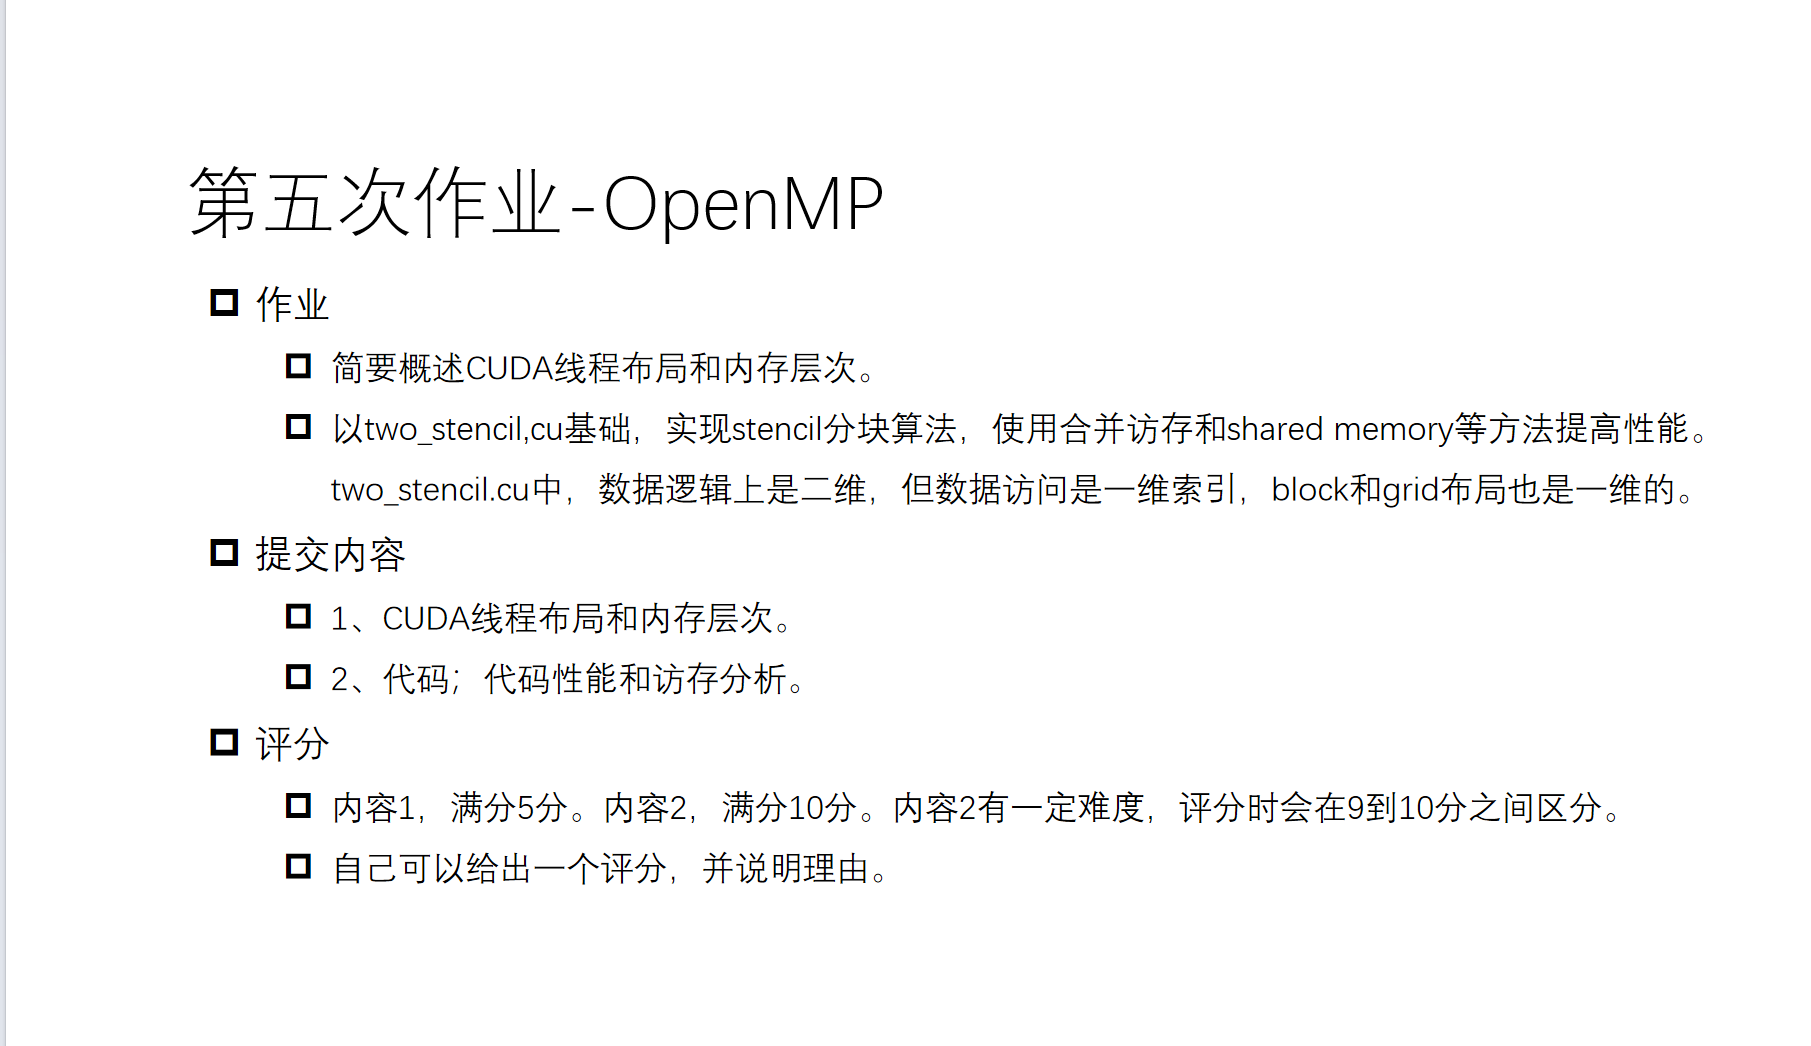 第五次作业-OpenMP
作业
简要概述CUDA线程布局和内存层次。
以two_stencil,cu基础，实现stencil分块算法，使用合并访存和shared memory等方法提高性能。
two_stencil.cu中，数据逻辑上是二维，但数据访问是一维索引，block和grid布局也是一维的。
提交内容
1、CUDA线程布局和内存层次。
2、代码；代码性能和访存分析。
评分
内容1，满分5分。内容2，满分10分。内容2有一定难度，评分时会在9到10分之间区分。
自己可以给出一个评分，并说明理由。